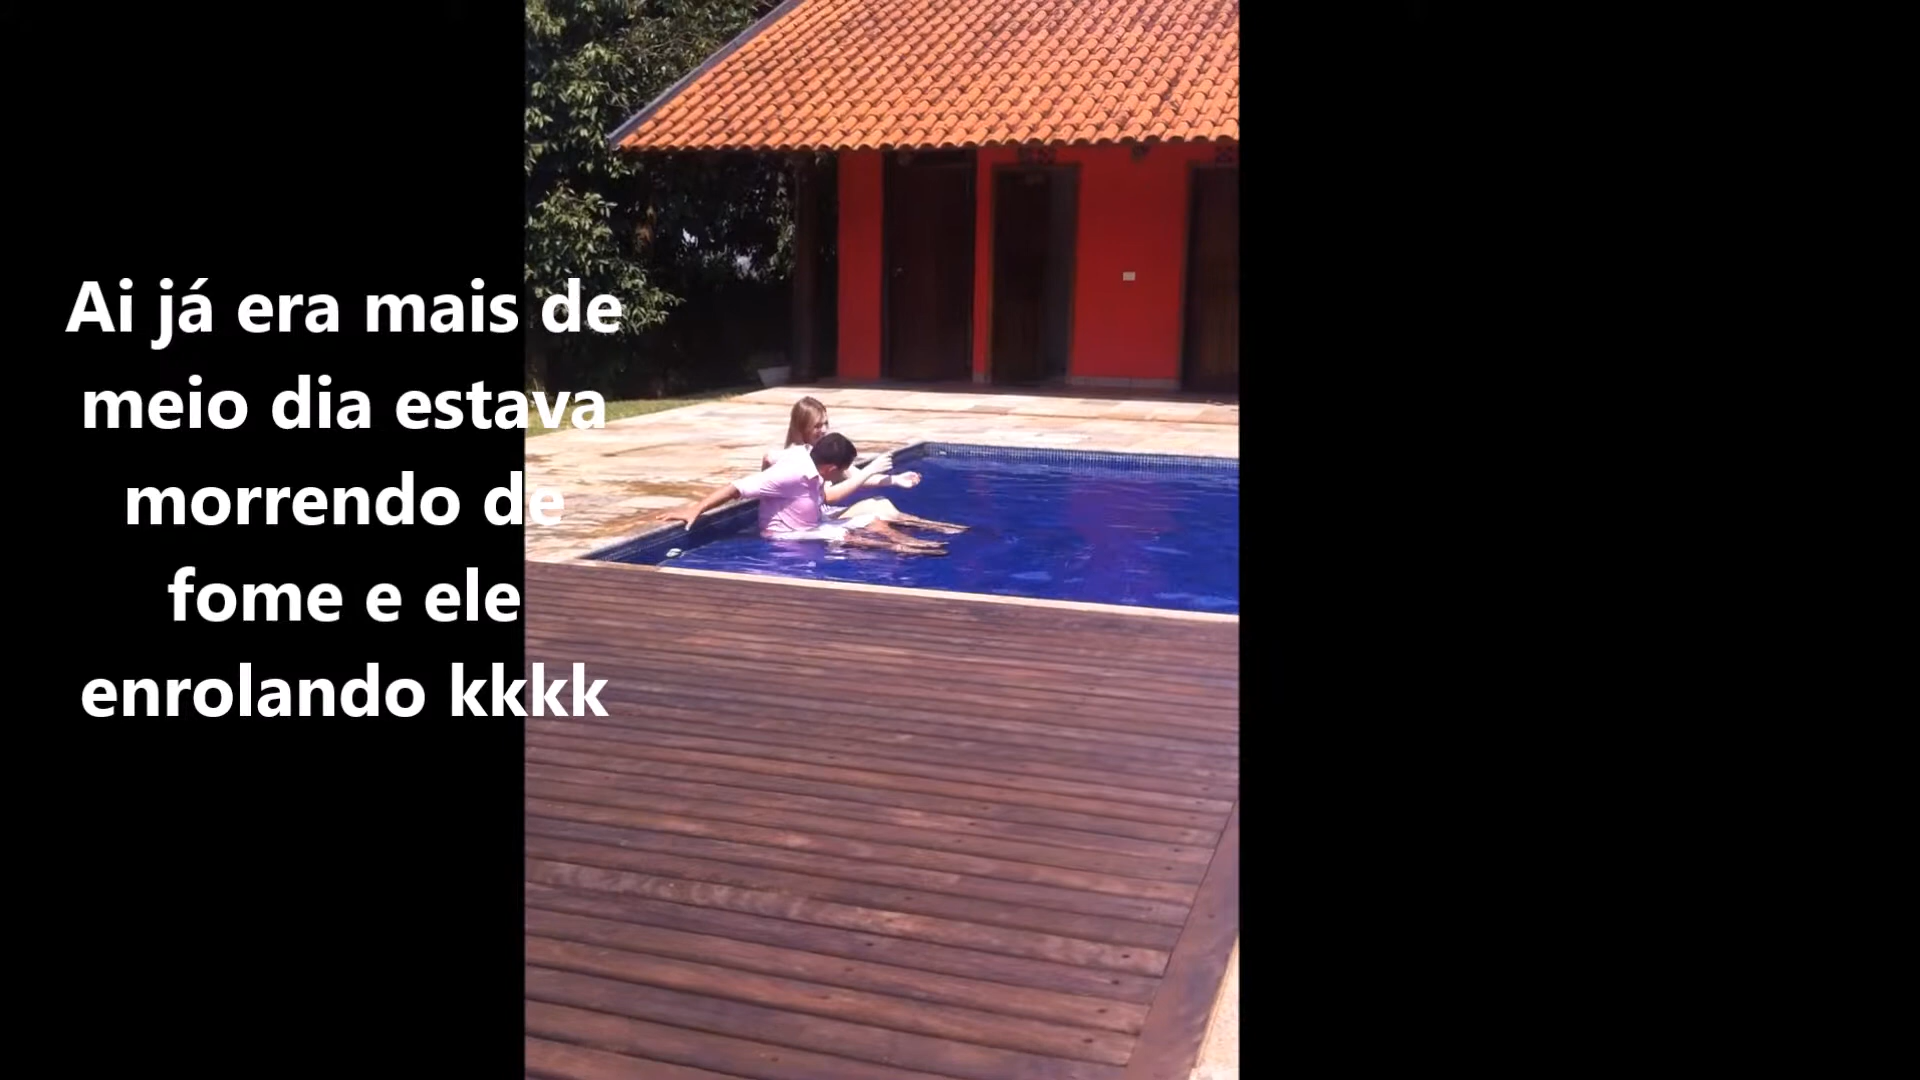 Ai já era mais de
meio dia estava
morrendo de
fome e ele
enrolando kkkk